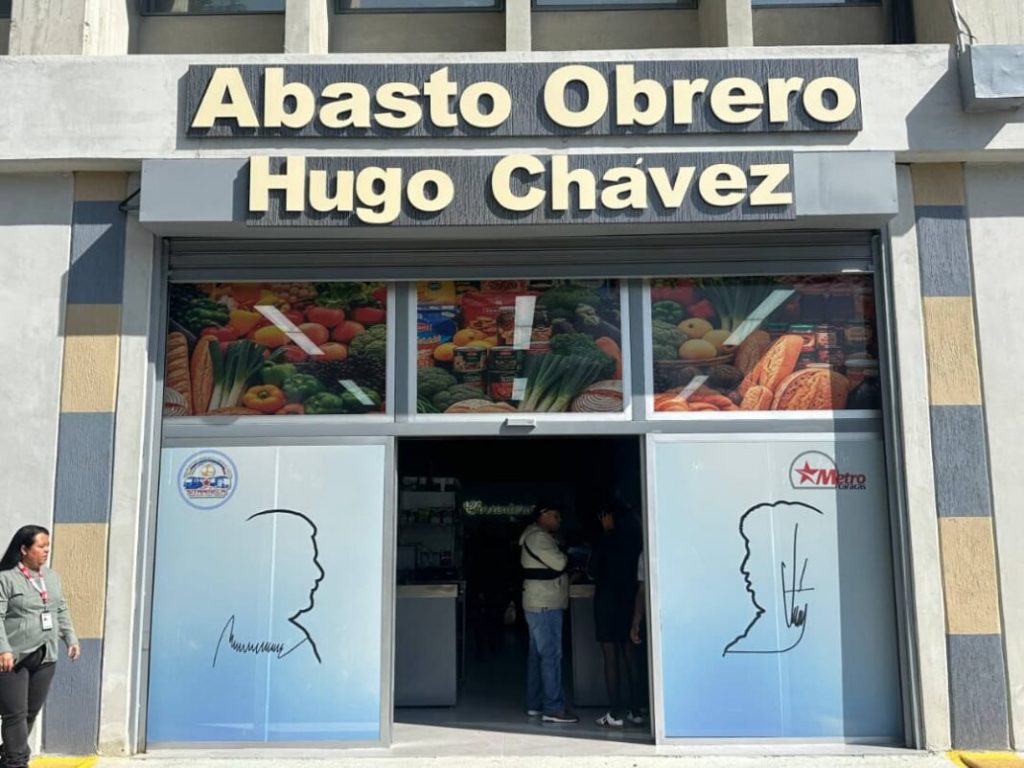 Abasto Obrero
Hugo Chávez
Metro
Caracas